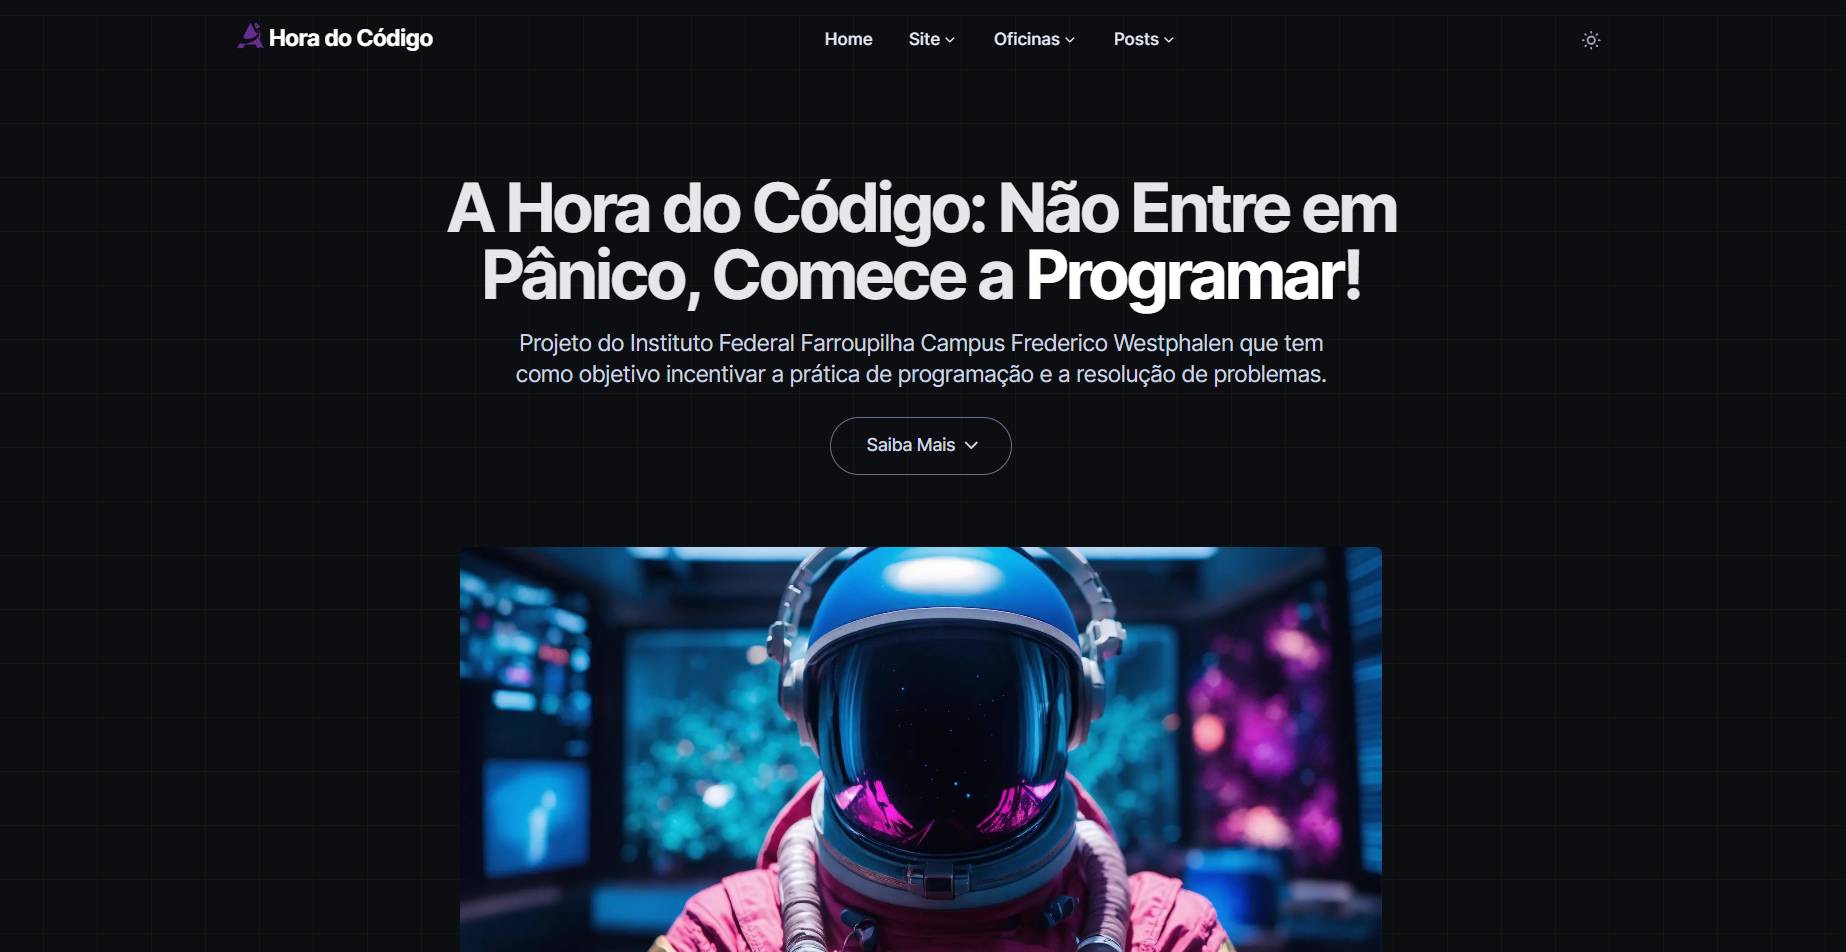 Hora do Código
Home
Site
Oficinas
Posts
A Hora do Código: Não Entre em
Pânico, Comece a Programar!
Projeto do Instituto Federal Farroupilha Campus Frederico Westphalen que tem
como objetivo incentivar a prática de programação e a resolução de problemas.
Saiba Mais